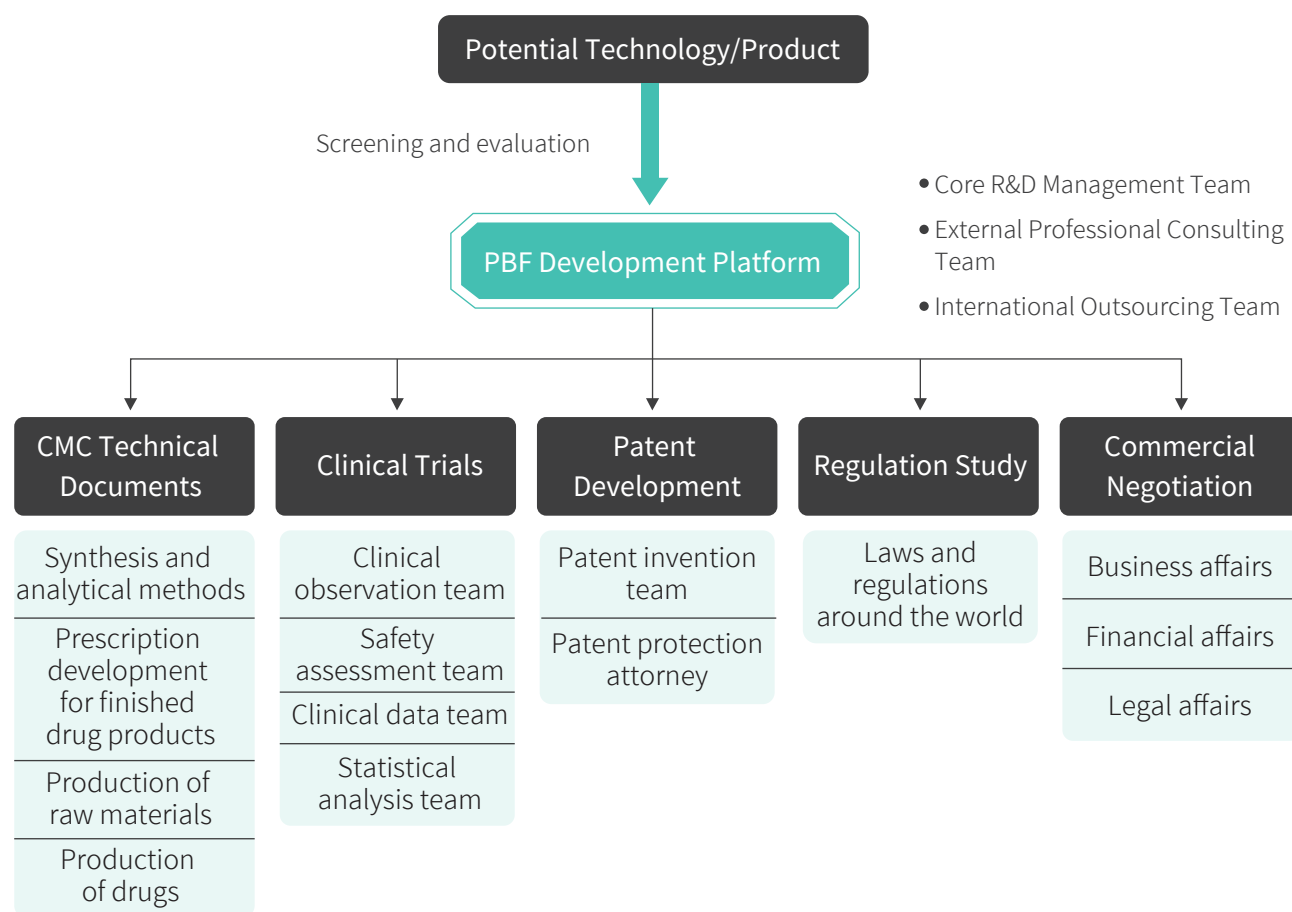 Potential Technology/Product
Screening and evaluation
• Core R&D Management Team
• External Professional Consulting
Team
• International Outsourcing Team
PBF Development Platform
CMC Technical
Documents
Synthesis and
analytical methods
Prescription
development
for finished
drug products
Production of
raw materials
Production
of drugs
Clinical Trials
Clinical
observation team
Safety
assessment team
Clinical data team
Statistical
analysis team
Patent
Development
Patent invention
team
Patent protection
attorney
Regulation Study
Laws and
regulations
around the world
Commercial
Negotiation
Business affairs
Financial affairs
Legal affairs